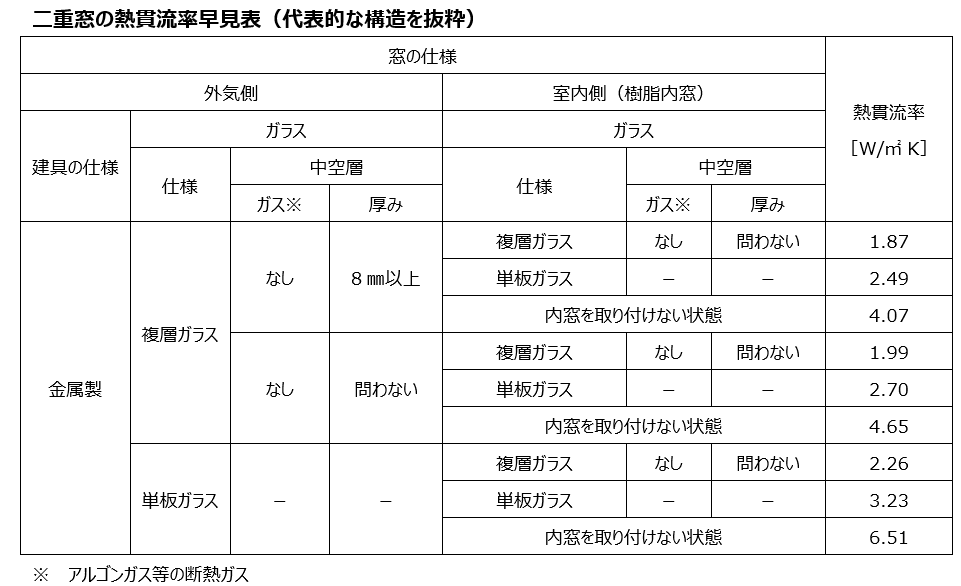 二重窓の熱貫流率早見表（代表的な構造を抜粋）
窓の仕様
熱貫流率
［W/㎡K］
外気側
室内側（樹脂内窓）
建具の仕様
ガラス
ガラス
仕様
中空層
仕様
中空層
ガス※
厚み
ガス※
厚み
金属製
複層ガラス
なし
8㎜以上
複層ガラス
なし
問わない
1.87
単板ガラス
－
－
2.49
内窓を取り付けない状態
4.07
なし
問わない
複層ガラス
なし
問わない
1.99
単板ガラス
－
－
2.70
内窓を取り付けない状態
4.65
単板ガラス
－
－
複層ガラス
なし
問わない
2.26
単板ガラス
－
－
3.23
内窓を取り付けない状態
6.51
※　アルゴンガス等の断熱ガス